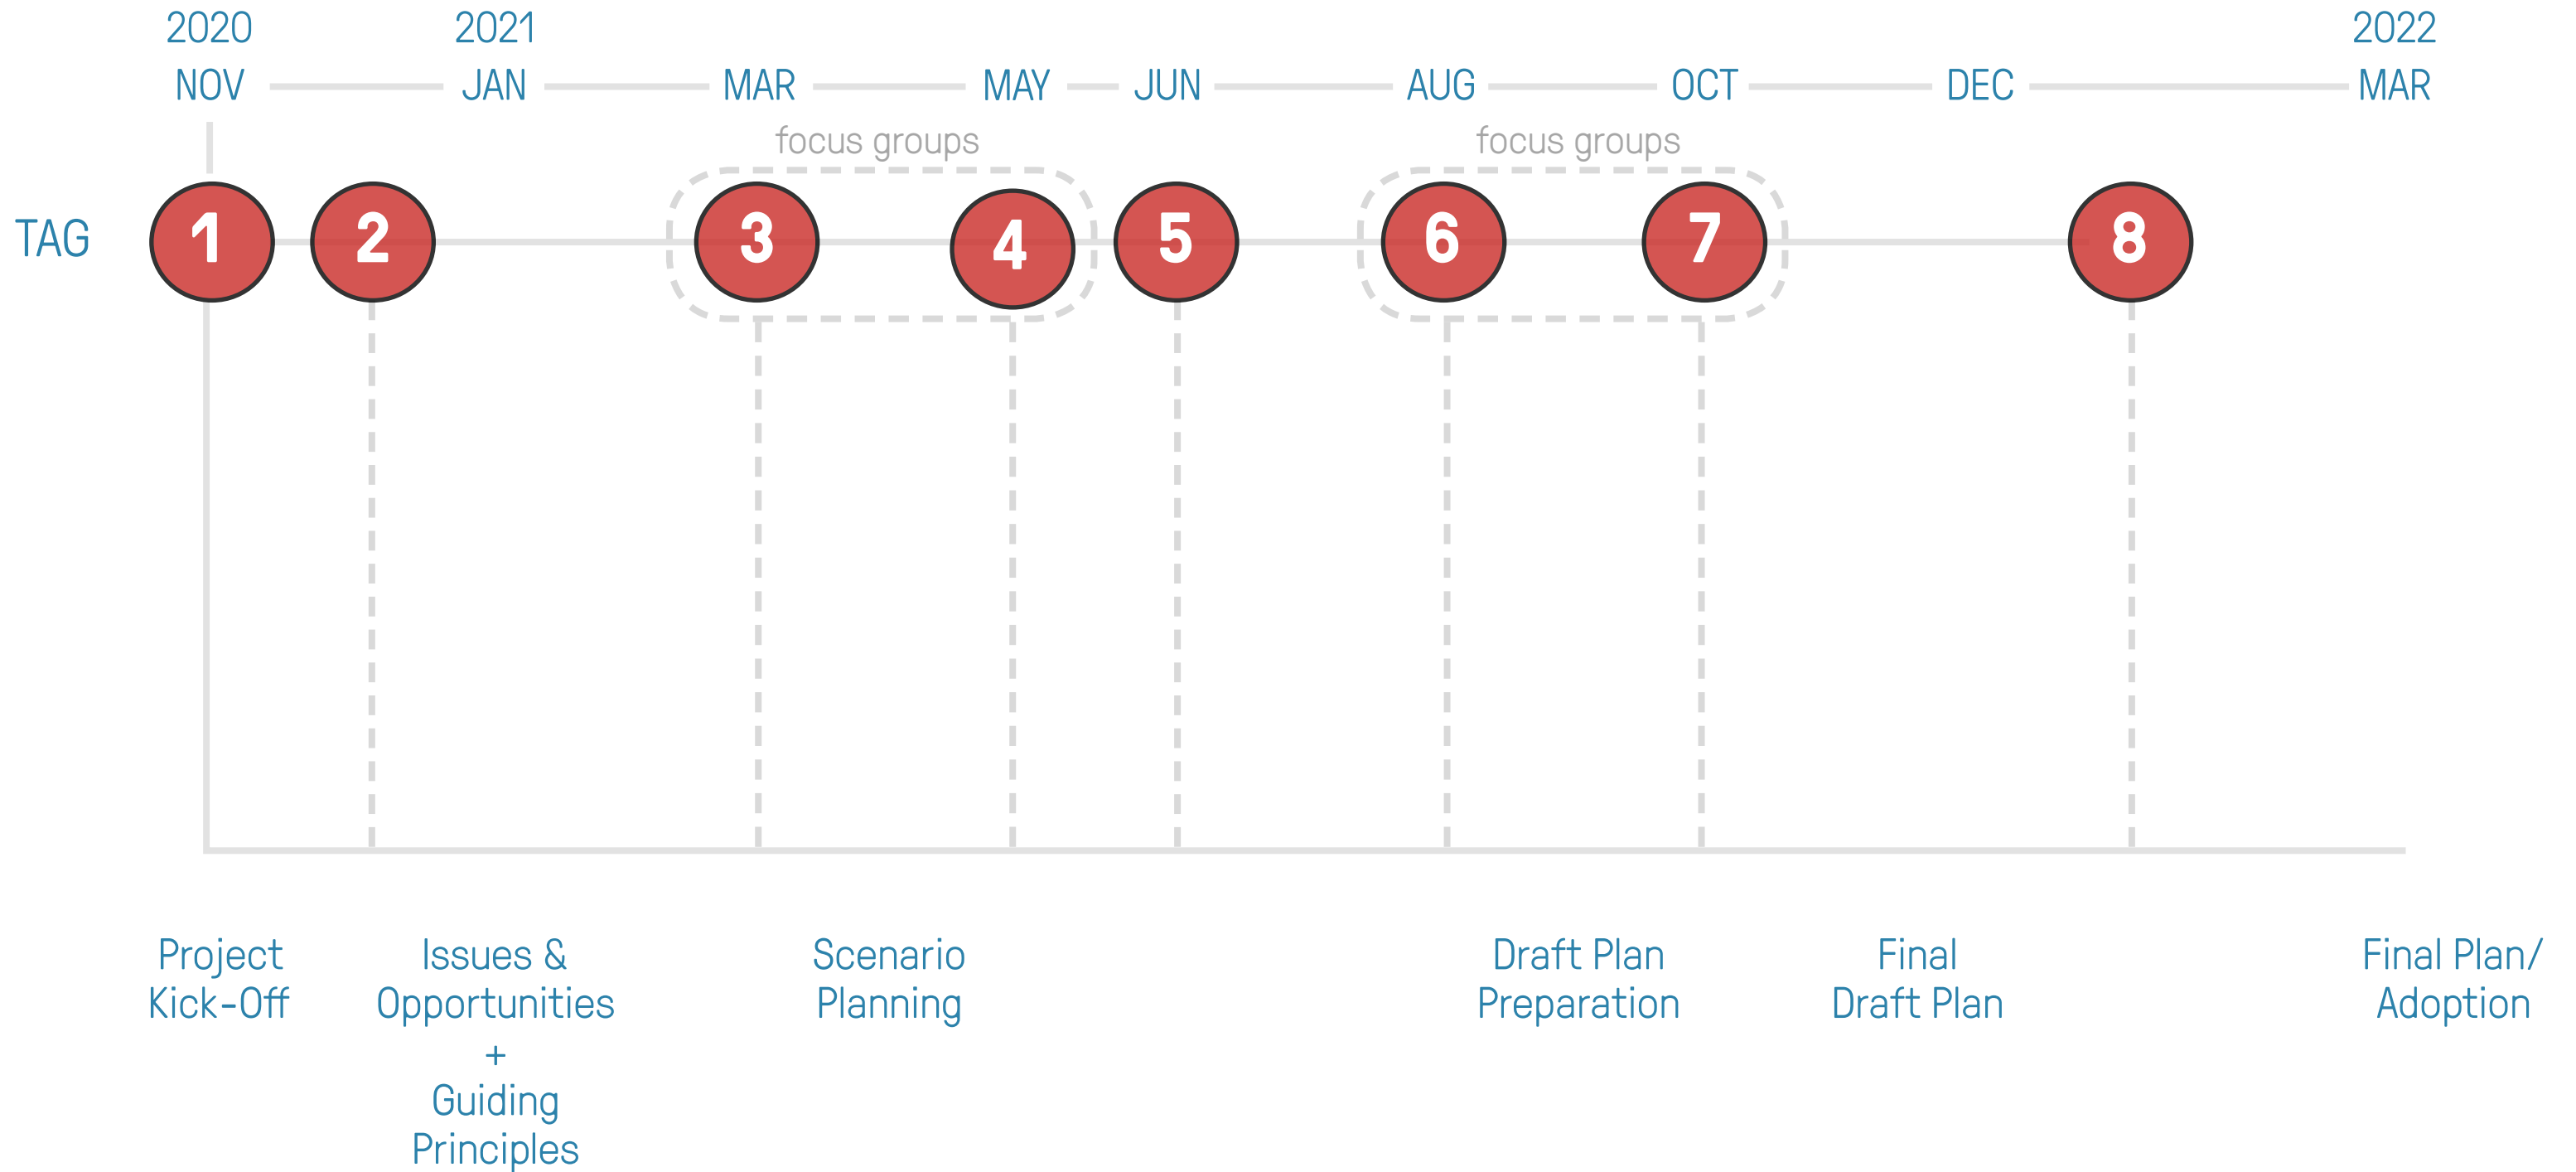 2020 2021 2022
NOV JAN MAR MAY JUN AUG OCT DEC MAR
focus groups focus groups
TAG 1 2 3 4 5 6 7 8
Project
Kick-Off
Issues &
Opportunities
+
Guiding
Principles
Scenario
Planning
Draft Plan
Preparation
Final
Draft Plan
Final Plan/
Adoption